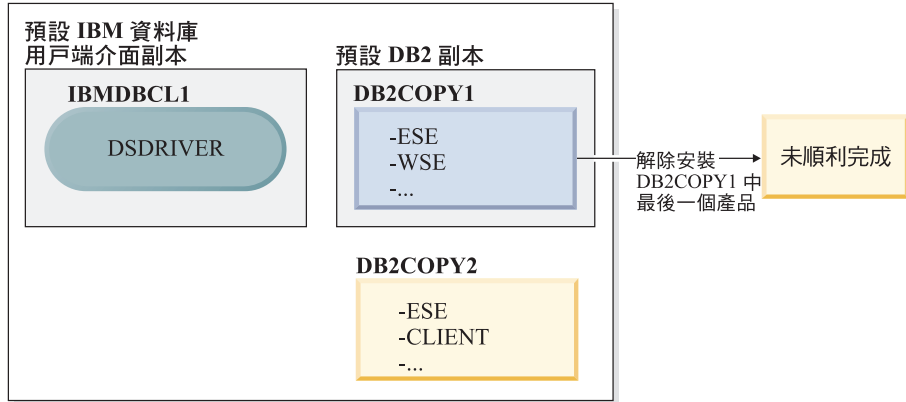 預設 IBM 資料庫
用戶端介面副本
IBMDBCL1
DSDRIVER
預設 DB2 副本
DB2COPY1
-ESE
-WSE
-...
解除安裝
DB2COPY1 中
最後一個產品
未順利完成
DB2COPY2
-ESE
-CLIENT
-...